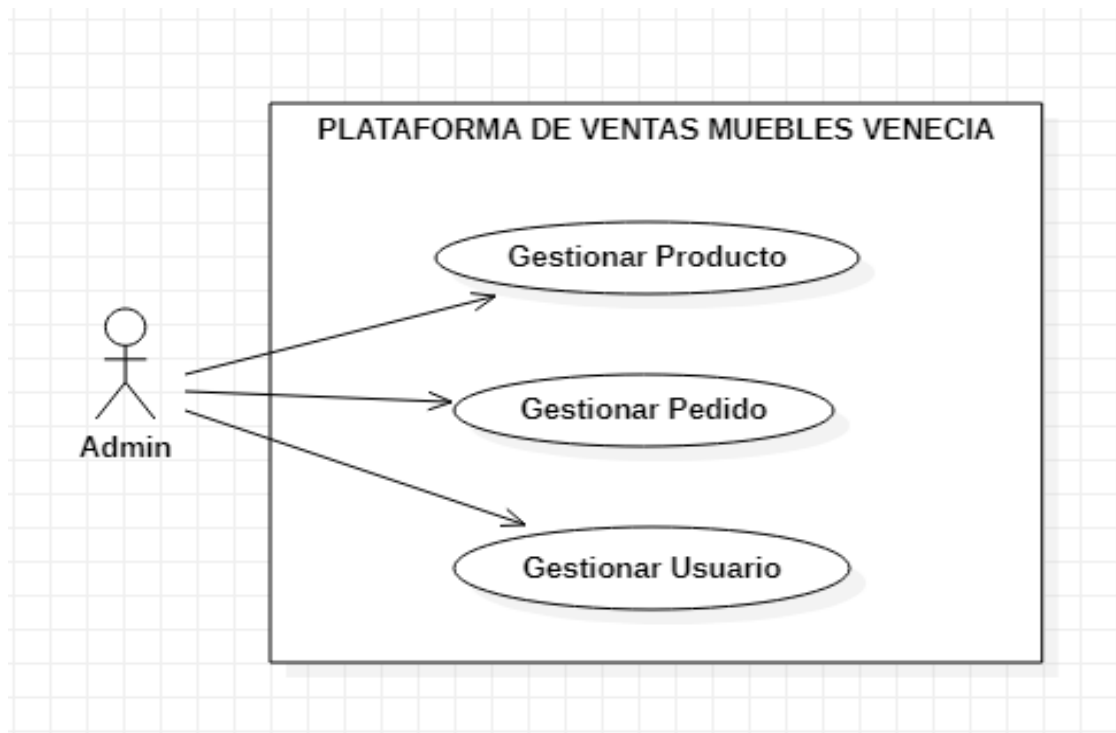 PLATAFORMA DE VENTAS MUEBLES VENECIA
Gestionar Producto
Gestionar Pedido
Admin
Gestionar Usuario